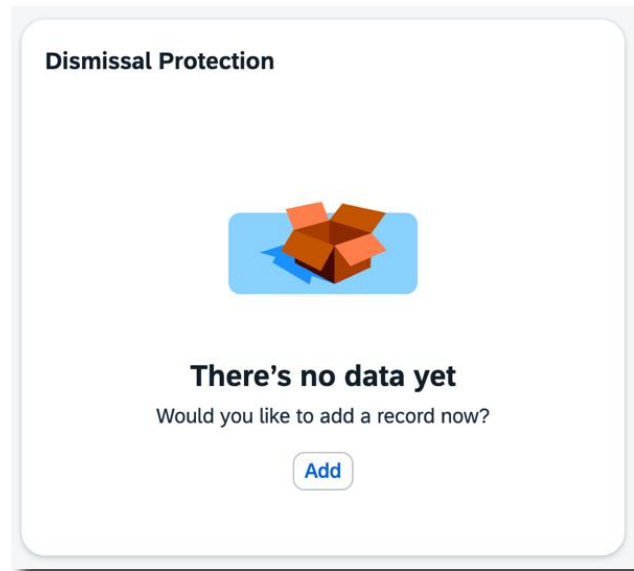 Dismissal Protection
There’s no data yet
Would you like to add a record now?
Add